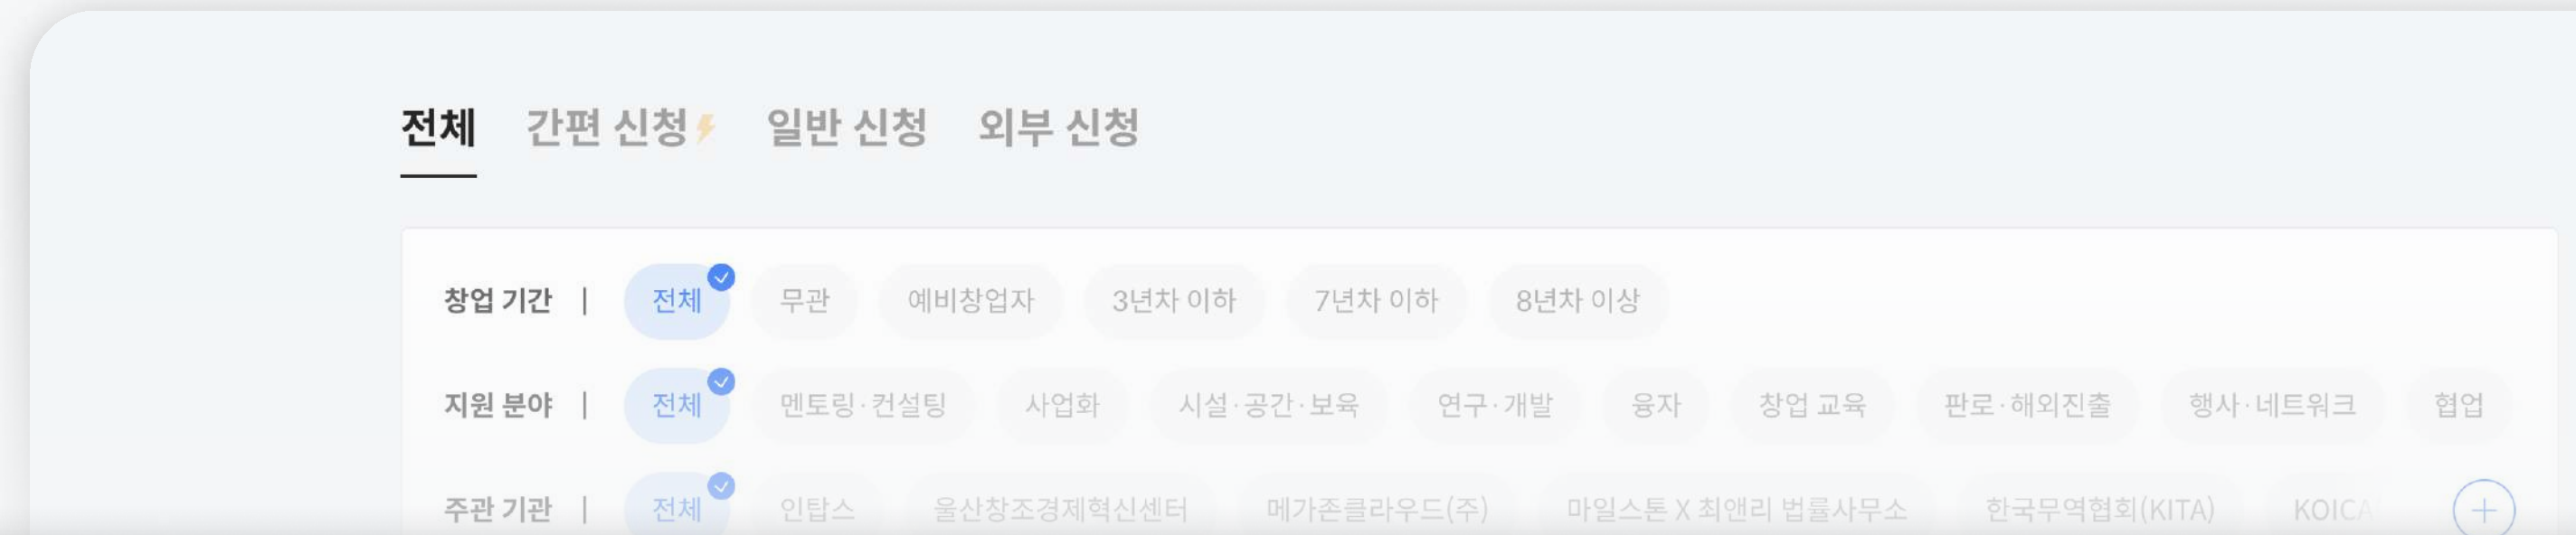 전체 간편 신청 일반 신청 외부 신청
창업 기간 | 전체 무관 예비창업자 3년차 이하 7년차 이하 8년차 이상
지원 분야 | 전체 멘토링·컨설팅 사업화 시설·공간·보육 연구·개발 융자 창업 교육 판로·해외진출 행사·네트워크 협업
주관 기관 | 전체 인탑스 울산창조경제혁신센터 메가존클라우드(주) 마일스톤 X 최앤리 법률사무소 한국무역협회(KITA) KOICA